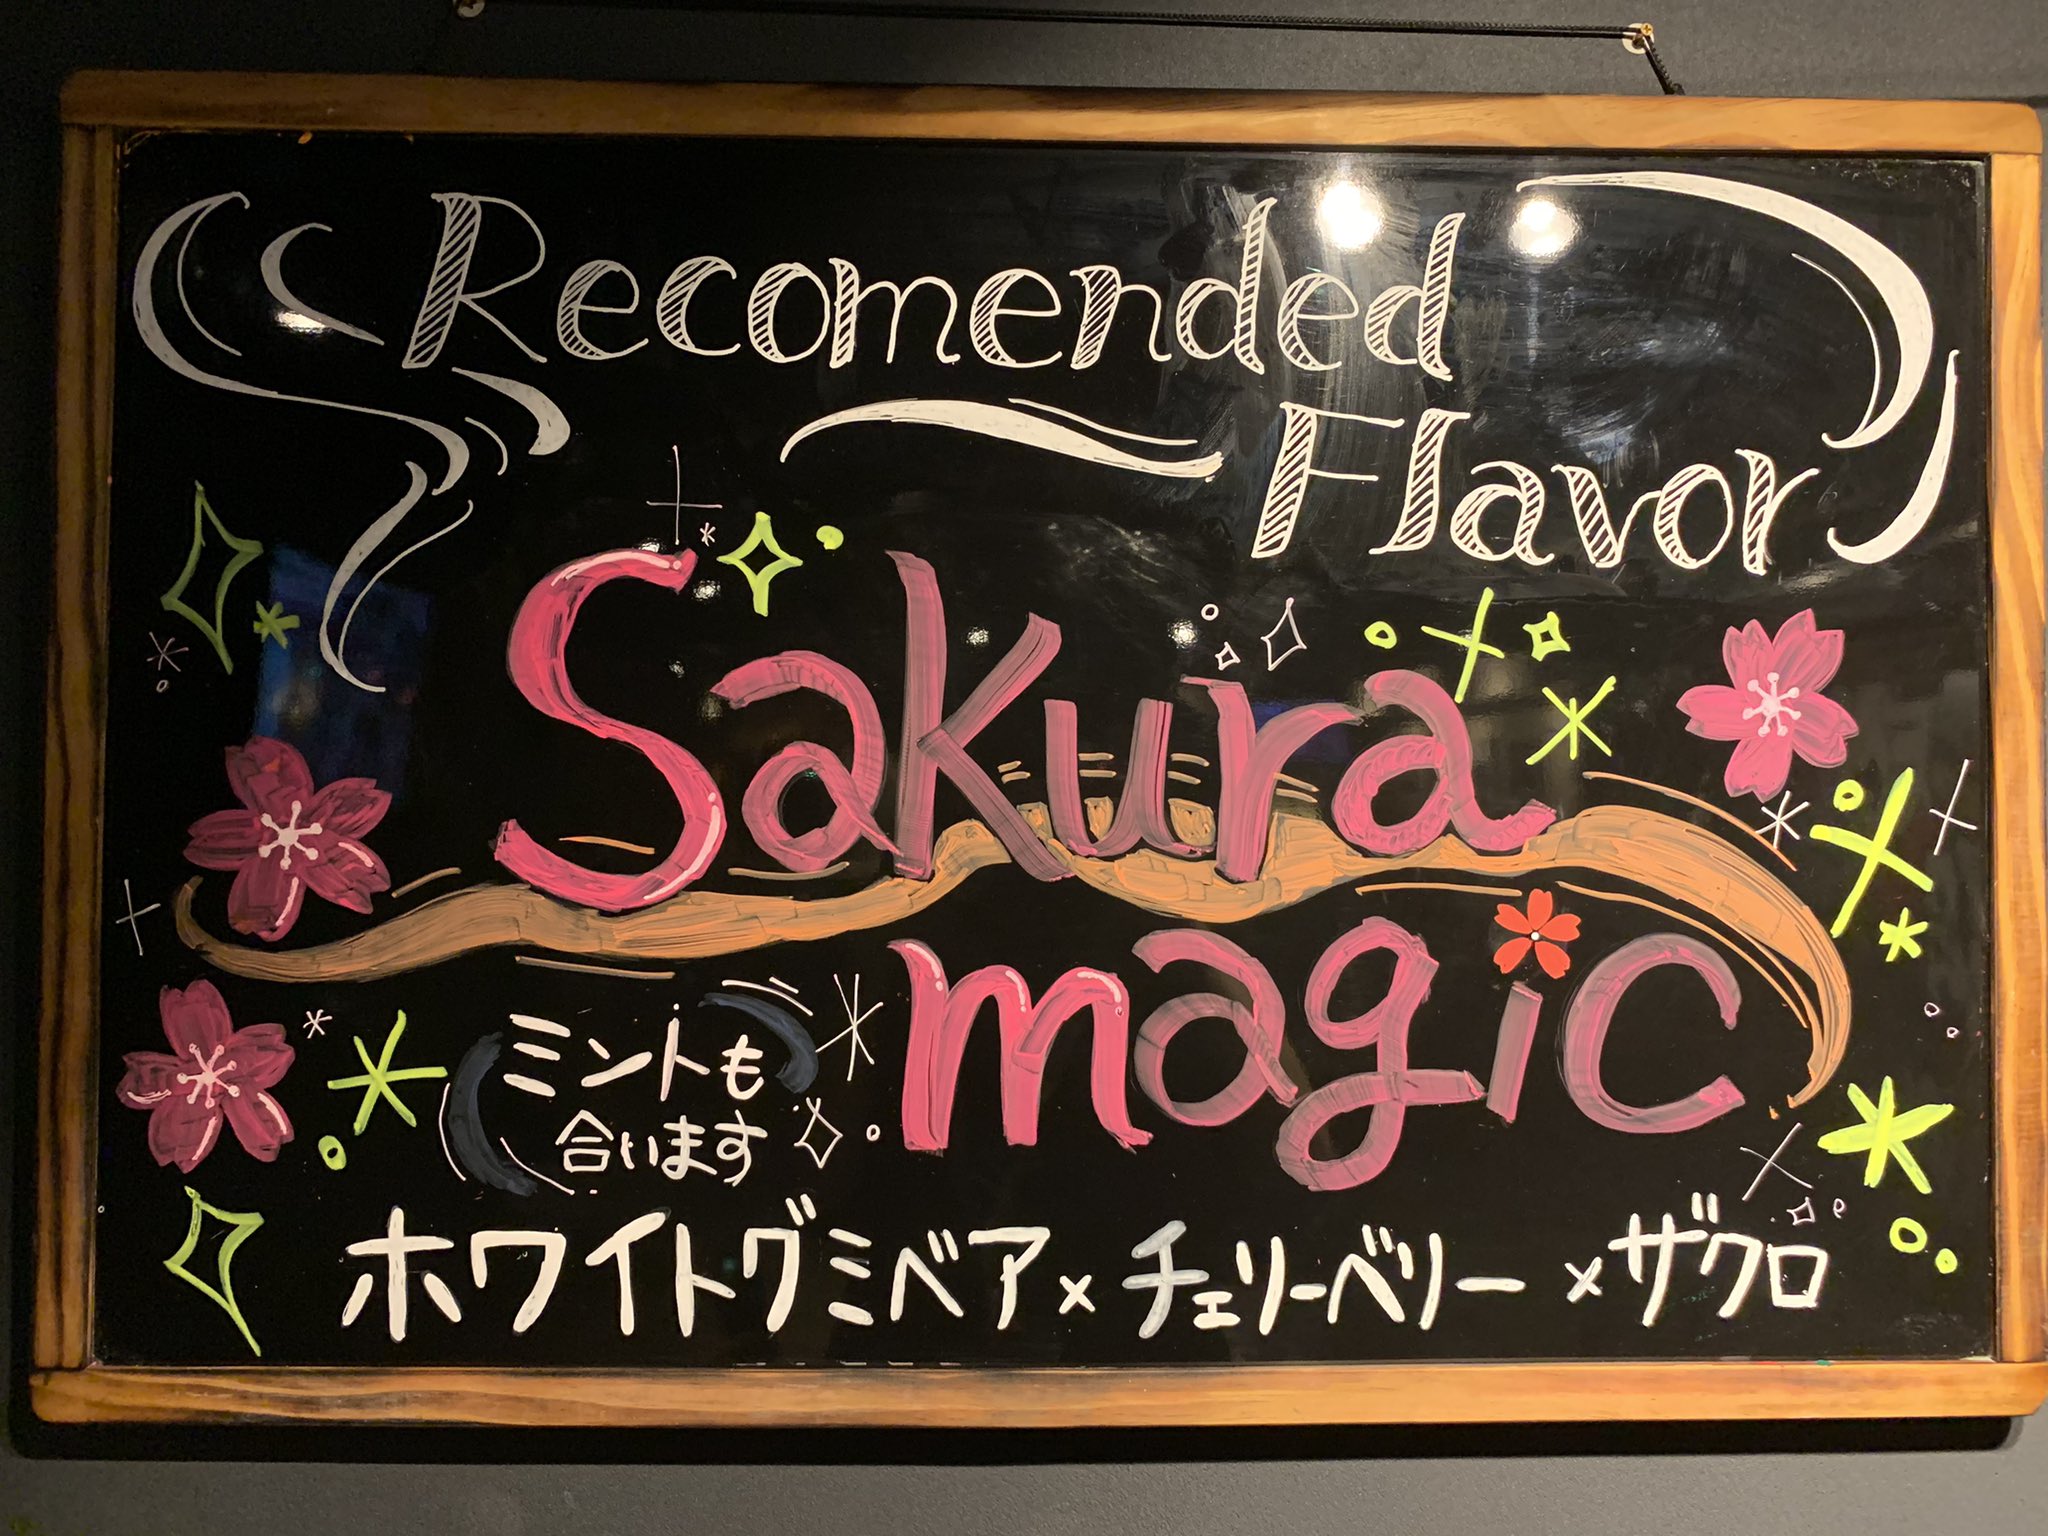 Recomended
Flavor
Sakura
magic
ミントも
合います
ホワイトグミベア×チェリーベリー×ザクロ